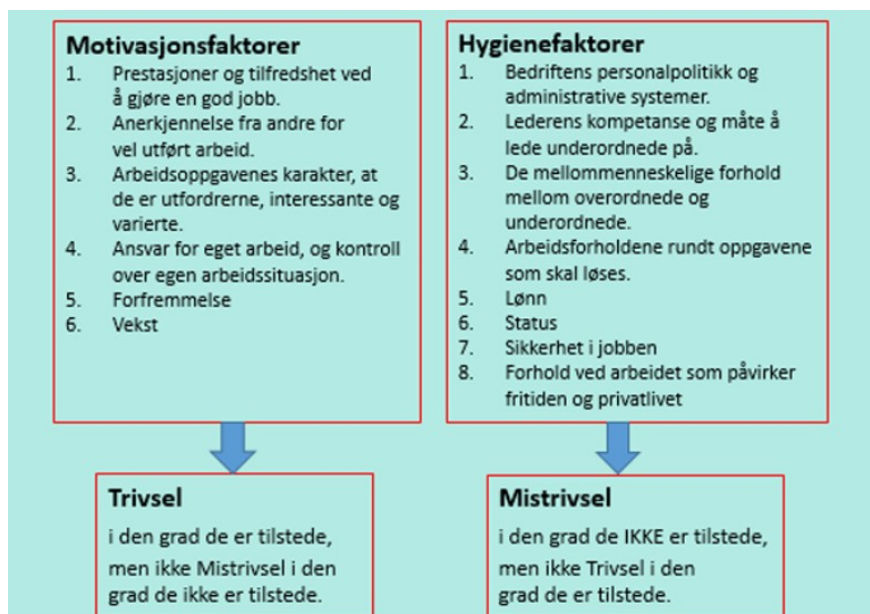 Motivasjonsfaktorer
1. Prestasjoner og tilfredshet ved
å gjøre en god jobb.
2. Anerkjennelse fra andre for
vel utført arbeid.
3. Arbeidsoppgavenes karakter, at
de er utfordrerne, interessante og
varierte.
4. Ansvar for eget arbeid, og kontroll
over egen arbeidssituasjon.
5. Forfremmelse
6. Vekst
Hygienefaktorer
1. Bedriftens personalpolitikk og
administrative systemer.
2. Lederens kompetanse og måte å
lede underordnede på.
3. De mellommenneskelige forhold
mellom overordnede og
underordnede.
4. Arbeidsforholdene rundt oppgavene
som skal løses.
5. Lønn
6. Status
7. Sikkerhet i jobben
8. Forhold ved arbeidet som påvirker
fritiden og privatlivet
Trivsel
i den grad de er tilstede,
men ikke Mistrivsel i den
grad de ikke er tilstede.
Mistrivsel
i den grad de IKKE er tilstede,
men ikke Trivsel i den
grad de er tilstede.